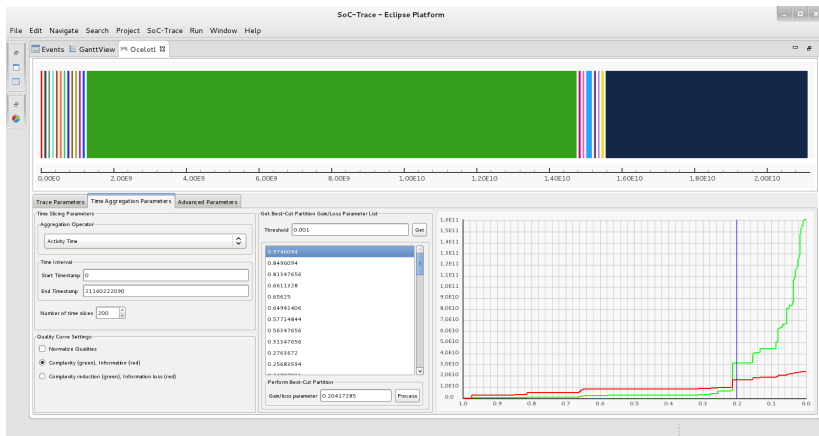 SoC-Trace - Eclipse Platform
File Edit Navigate Search Project SoC-Trace Run Window Help
Events GanttView Ocelotl
0,00E0 2,00E9 4,00E9 6,00E9 8,00E9 1,00E10 1,20E10 1,40E10 1,60E10 1,80E10 2,00E10
Trace Parameters Time Aggregation Parameters Advanced Parameters
Time Slicing Parameters
Aggregation Operator
Activity Time
Time Interval
Start Timestamp 0
End Timestamp 21160222090
Number of time slices 200
Quality Curve Settings
Normalize Qualities
Complexity (green), Information (red)
Complexity reduction (green), Information loss (red)
Get Best-Cut Partition Gain/Loss Parameter List
Threshold 0.001 Get
0.9746094
0.8496094
0.81347656
0.6611328
0.65625
0.64941406
0.57714844
0.56347656
0.31347656
0.2763672
0.25683594
Perform Best-Cut Partition
Gain/loss parameter 0.20417285 Process
1,6E11
1,5E11
1,4E11
1,3E11
1,2E11
1,1E11
1,0E11
9,0E10
8,0E10
7,0E10
6,0E10
5,0E10
4,0E10
3,0E10
2,0E10
1,0E10
0,0
1.0 0.9 0.8 0.7 0.6 0.5 0.4 0.3 0.2 0.1 0.0